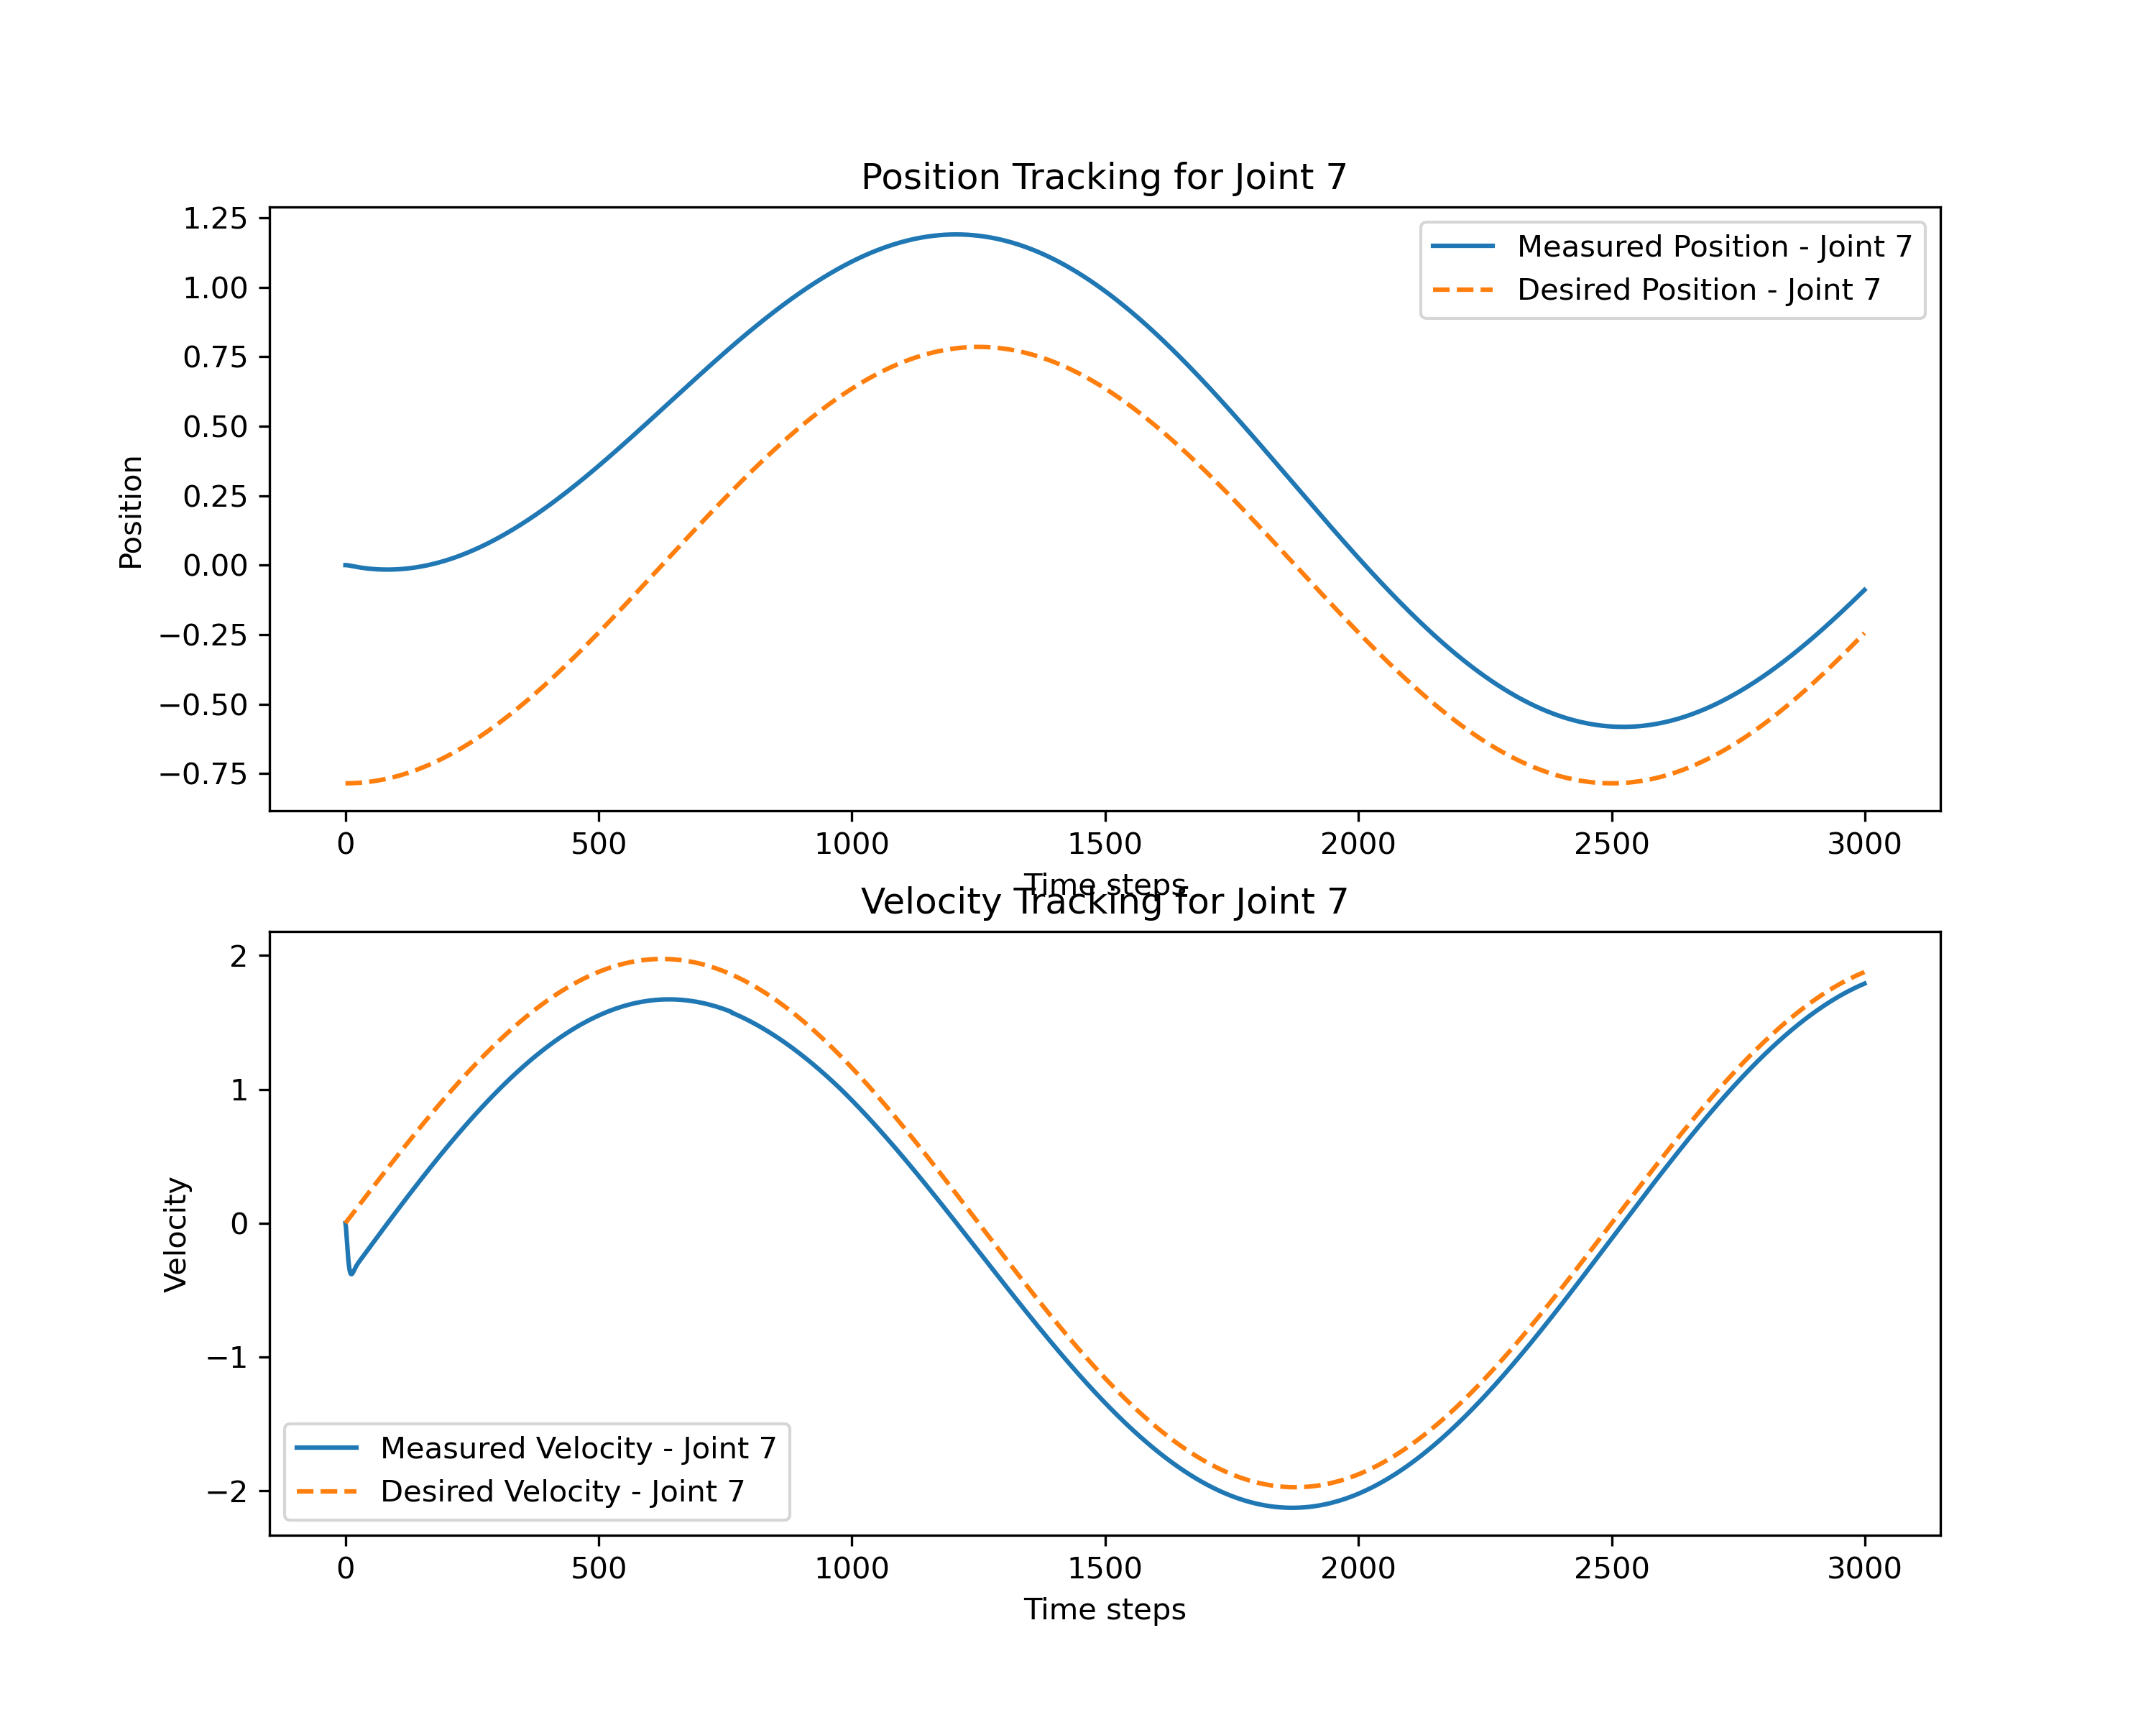 Position Tracking for Joint 7
1.25
1.00
0.75
0.50
0.25
0.00
−0.25
−0.50
−0.75
Position
Measured Position - Joint 7
Desired Position - Joint 7
0 500 1000 1500 2000 2500 3000
Time steps
Velocity Tracking for Joint 7
2
1
0
−1
−2
Velocity
Measured Velocity - Joint 7
Desired Velocity - Joint 7
0 500 1000 1500 2000 2500 3000
Time steps